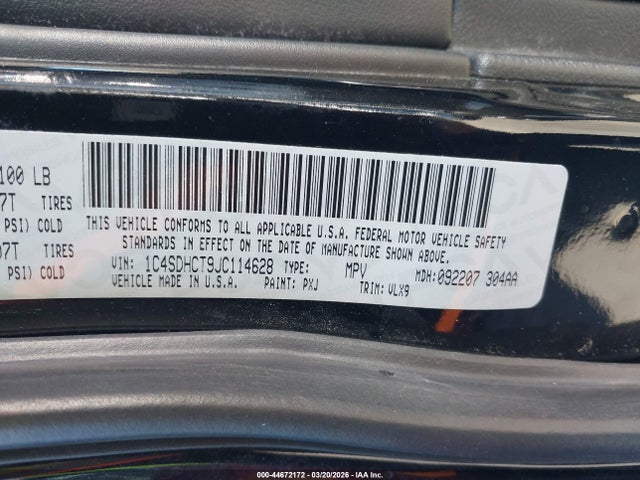 100 LB
7T TIRES
PSI) COLD
07T TIRES
PSI) COLD
THIS VEHICLE CONFORMS TO ALL APPLICABLE U.S.A. FEDERAL MOTOR VEHICLE SAFETY
STANDARDS IN EFFECT ON THE DATE OF MANUFACTURE SHOWN ABOVE.
VIN: 1C4SDHCT9JC114628 TYPE: MPV MDH:092207 304AA
VEHICLE MADE IN U.S.A. PAINT: PXJ TRIM: VLX9
000-44672172 | 03/20/2026 | IAA Inc.